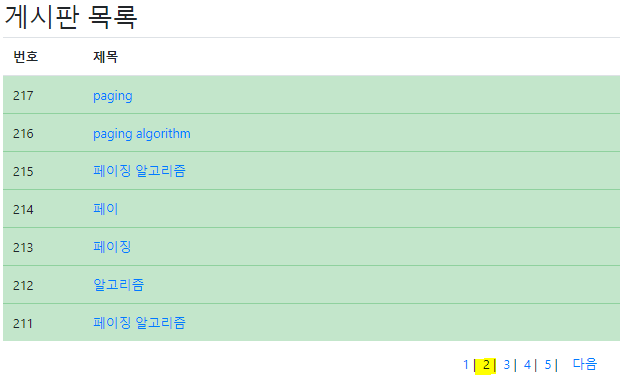 게시판 목록
번호 제목
217 paging
216 paging algorithm
215 페이징 알고리즘
214 페이
213 페이징
212 알고리즘
211 페이징 알고리즘
1 | 2 | 3 | 4 | 5 | 다음